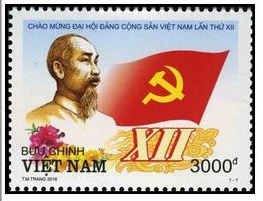 CHÀO MỪNG ĐẠI HỘI ĐẢNG CỘNG SẢN VIỆT NAM LẦN THỨ XII
BƯU CHÍNH
VIỆT NAM
XII
3000đ
T.M.TRANG 2016
1 - 1